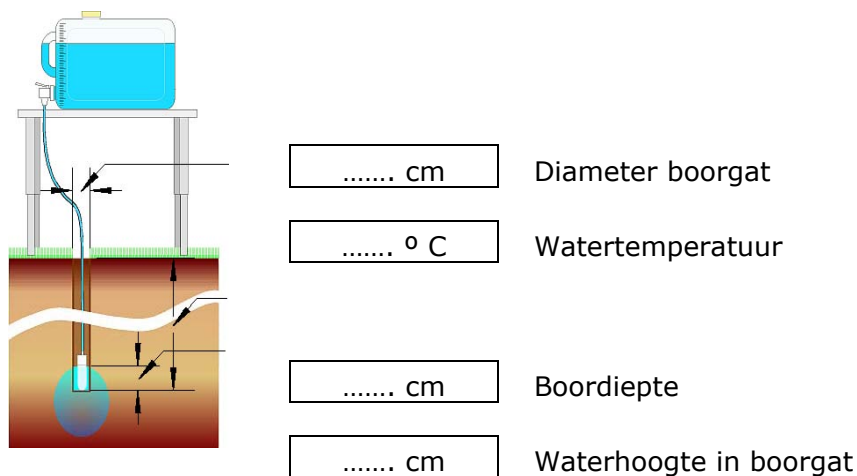 ……. cm Diameter boorgat
……. º C Watertemperatuur
……. cm Boordiepte
……. cm Waterhoogte in boorgat